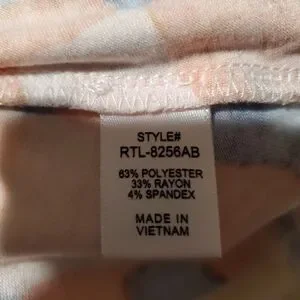 STYLE#
RTL-8256AB
63% POLYESTER
33% RAYON
4% SPANDEX
MADE IN
VIETNAM